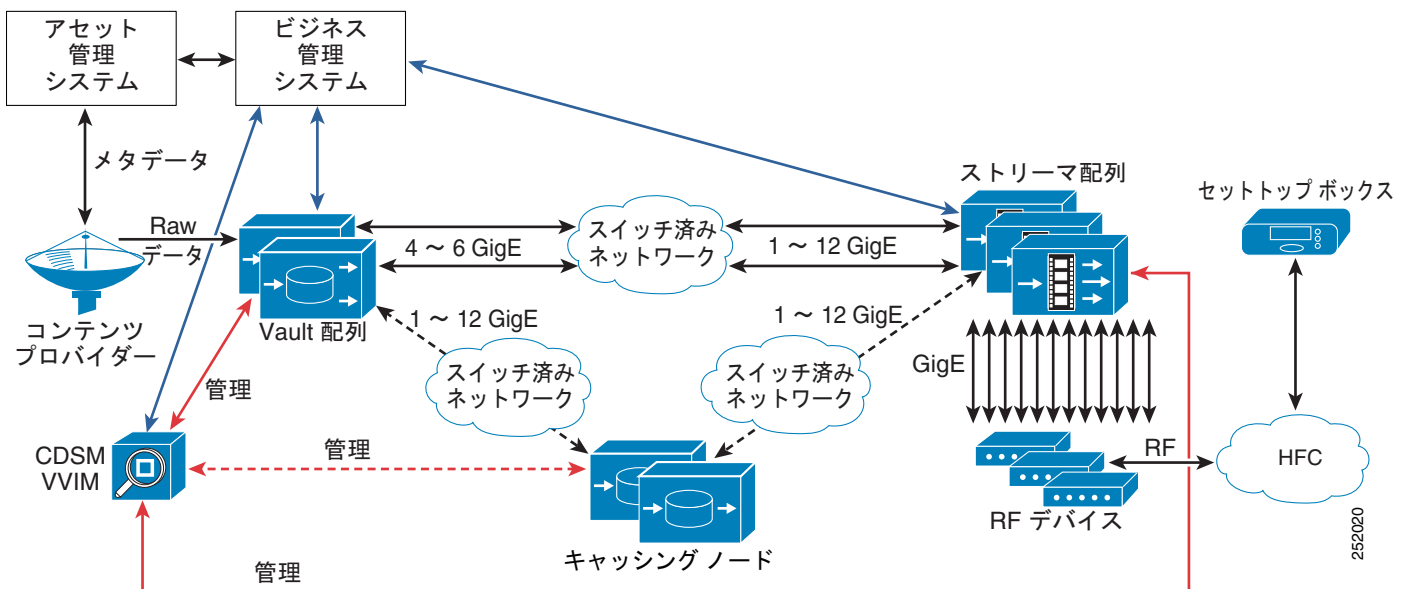 アセット
管理
システム
ビジネス
管理
システム
メタデータ
ストリーマ配列
セットトップ ボックス
Raw
データ
4 ～ 6 GigE
スイッチ済み
ネットワーク
1 ～ 12 GigE
コンテンツ
プロバイダー
Vault 配列
1 ～ 12 GigE
1 ～ 12 GigE
GigE
管理
スイッチ済み
ネットワーク
スイッチ済み
ネットワーク
CDSM
VVIM
管理
RF
HFC
RF デバイス
キャッシング ノード
管理
252020